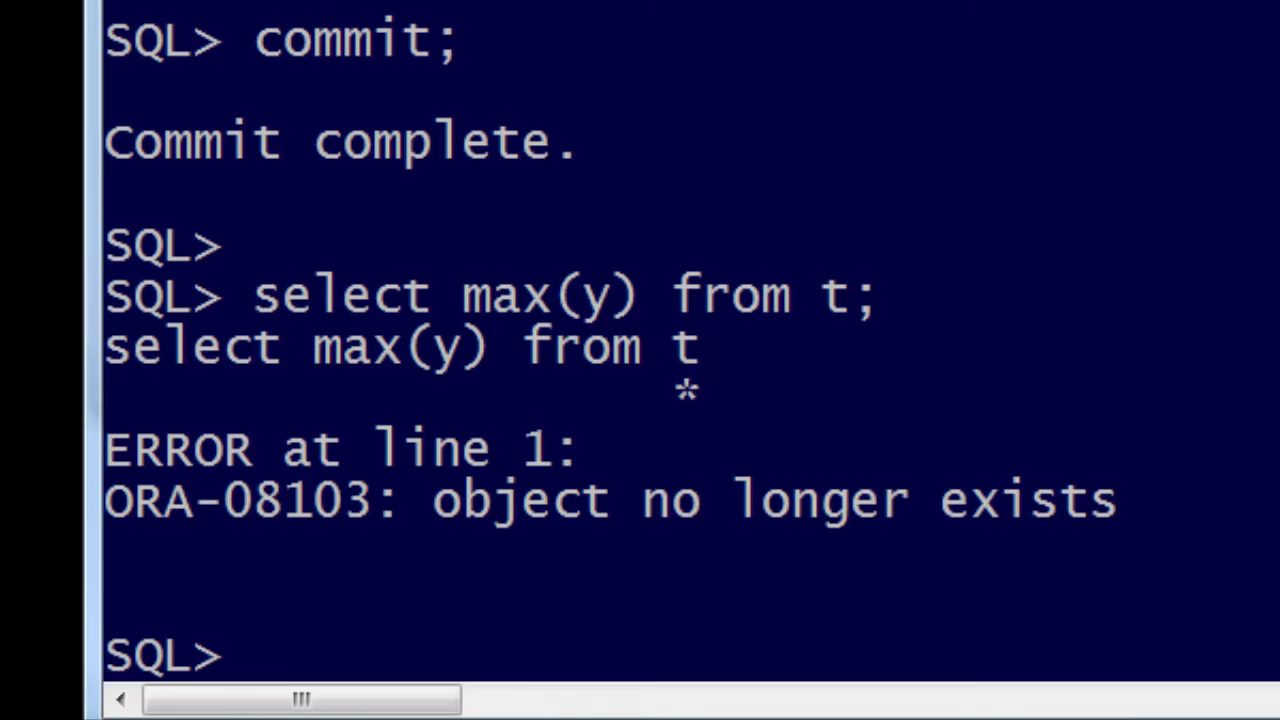 SQL> commit;
Commit complete.
SQL>
SQL> select max(y) from t;
select max(y) from t
*
ERROR at line 1:
ORA-08103: object no longer exists
SQL>